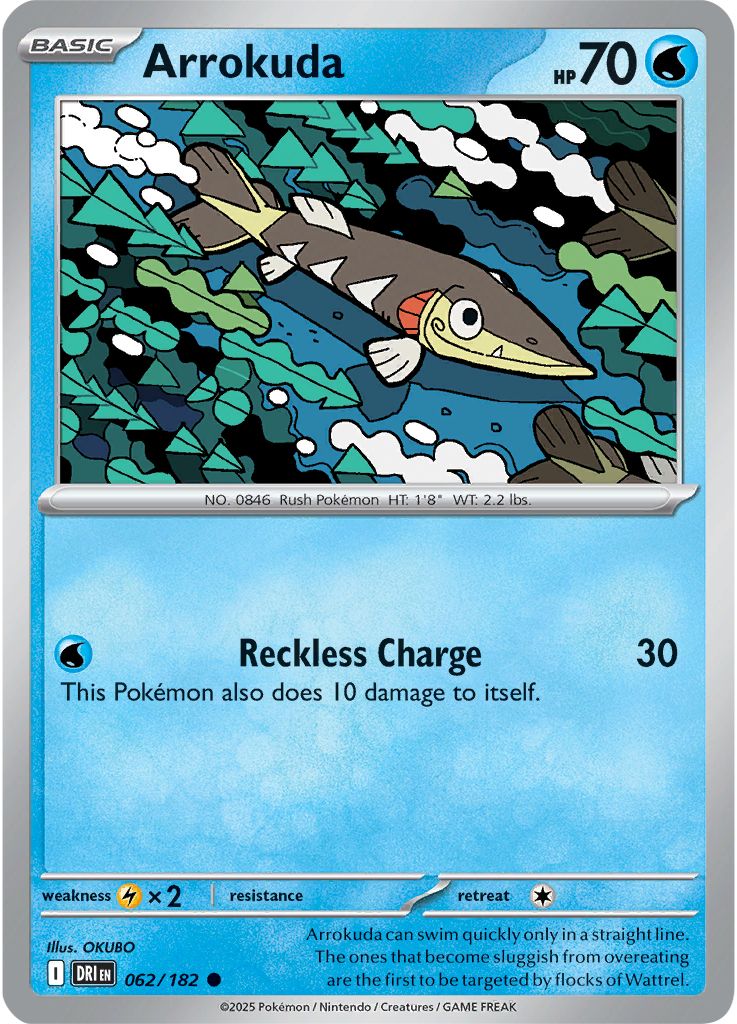 BASIC
Arrokuda
HP 70
NO. 0846 Rush Pokémon HT: 1'8" WT: 2.2 lbs.
Reckless Charge 30
This Pokémon also does 10 damage to itself.
weakness ×2 resistance retreat
Illus. OKUBO
Arrokuda can swim quickly only in a straight line.
The ones that become sluggish from overeating
are the first to be targeted by flocks of Wattrel.
I DRI EN 062/182
©2025 Pokémon / Nintendo / Creatures / GAME FREAK